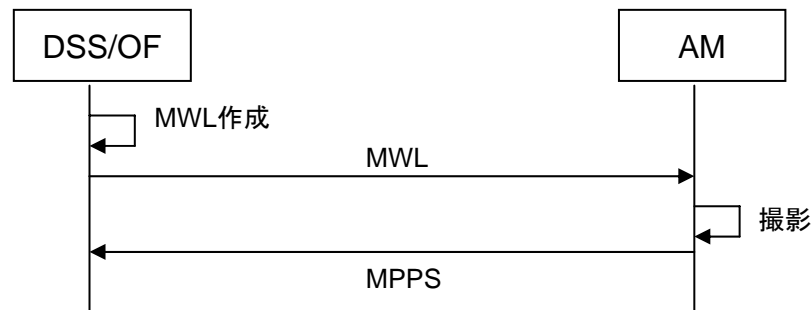 DSS/OF
AM
MWL作成
MWL
撮影
MPPS